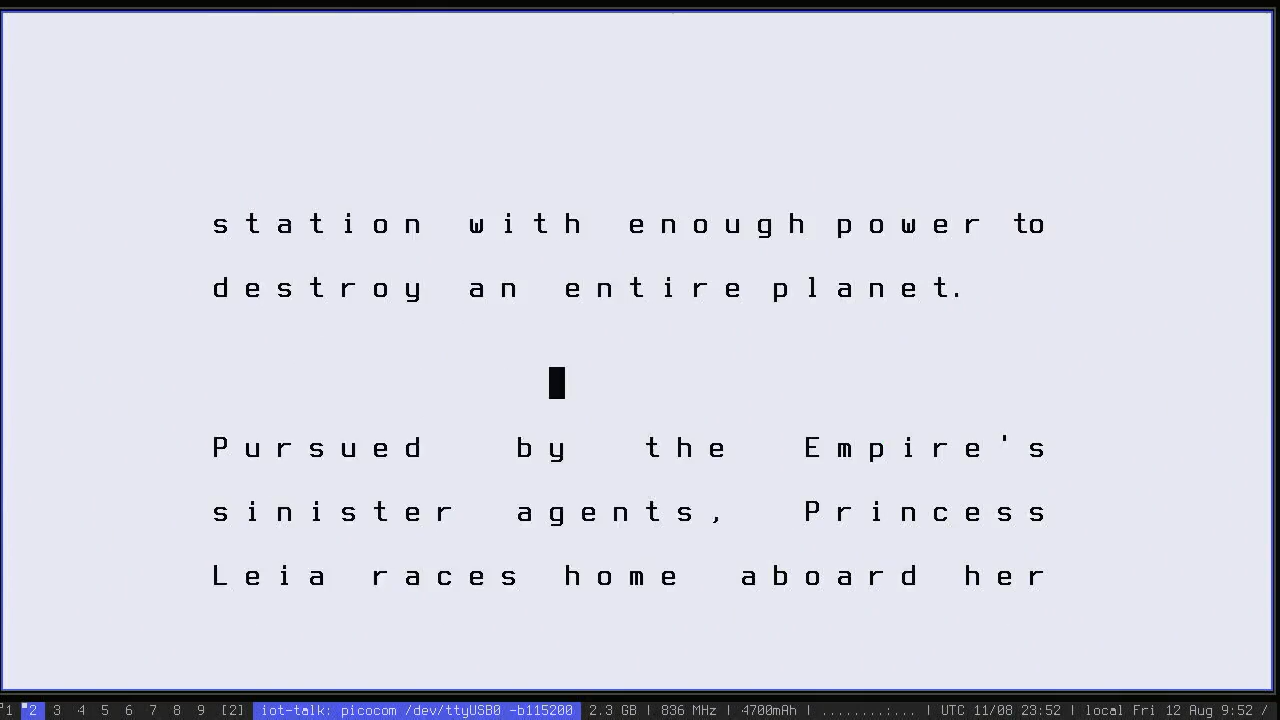 station with enough power to
destroy an entire planet.
Pursued by the Empire's
sinister agents, Princess
Leia races home aboard her
1 2 3 4 5 6 7 8 9 [2] iot-talk: picocom /dev/ttyUSB0 -b115200 2.3 GB | 836 MHz | 4700mAh | ........:... | UTC 11/08 23:52 | local Fri 12 Aug 9:52 /